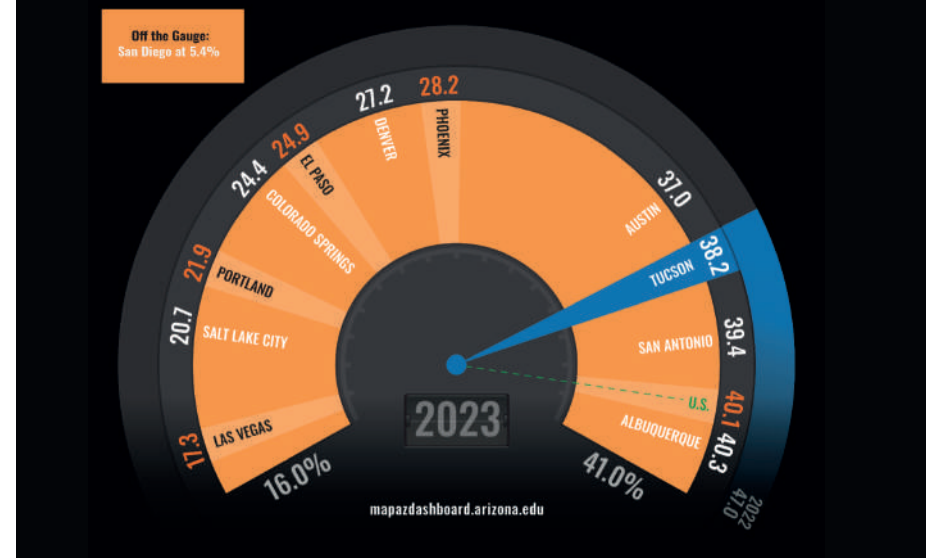 Off the Gauge:
San Diego at 5.4%
17.3
LAS VEGAS
20.7
SALT LAKE CITY
21.9
PORTLAND
24.4
COLORADO SPRINGS
24.9
EL PASO
27.2
DENVER
28.2
PHOENIX
37.0
AUSTIN
38.2
TUCSON
39.4
SAN ANTONIO
40.1
U.S.
40.3
ALBUQUERQUE
2022
47.0
16.0%
2023
41.0%
mapazdashboard.arizona.edu